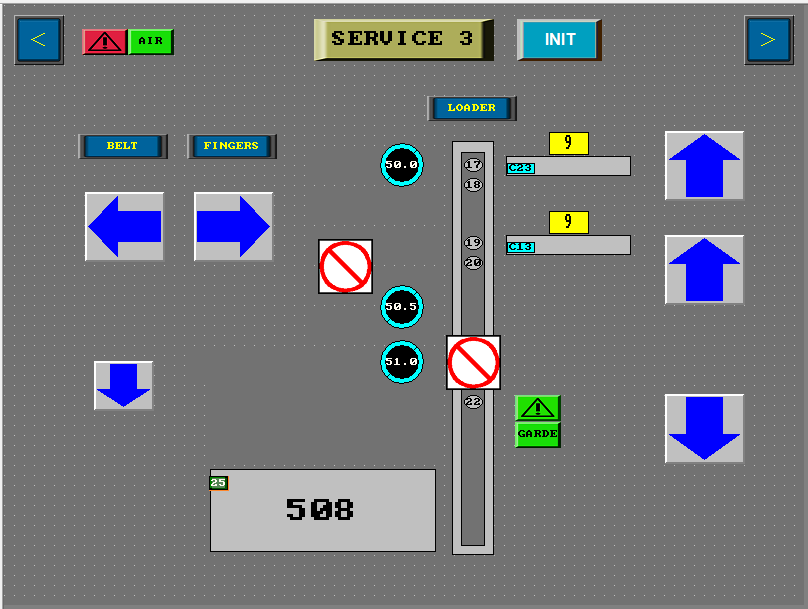 <
AIR
SERVICE 3
INIT
>
LOADER
BELT
FINGERS
50.0
17
18
9
C23
19
20
9
C13
50.5
51.0
22
GARDE
25
508